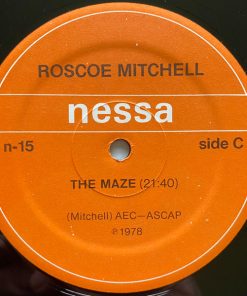 ROSCOE MITCHELL
nessa
n-15 side C
THE MAZE (21:40)
(Mitchell) AEC—ASCAP
℗1978